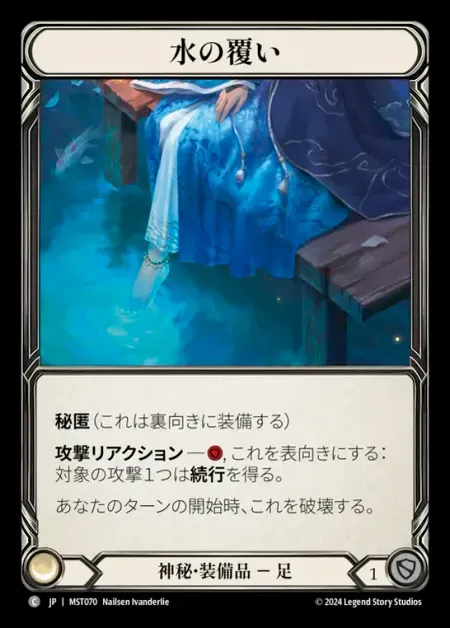 水の覆い
秘匿（これは裏向きに装備する）
攻撃リアクション ―, これを表向きにする：
対象の攻撃１つは続行を得る。
あなたのターンの開始時、これを破壊する。
神秘・装備品 － 足
1
C JP | MST070 Nailsen Ivanderlie
© 2024 Legend Story Studios